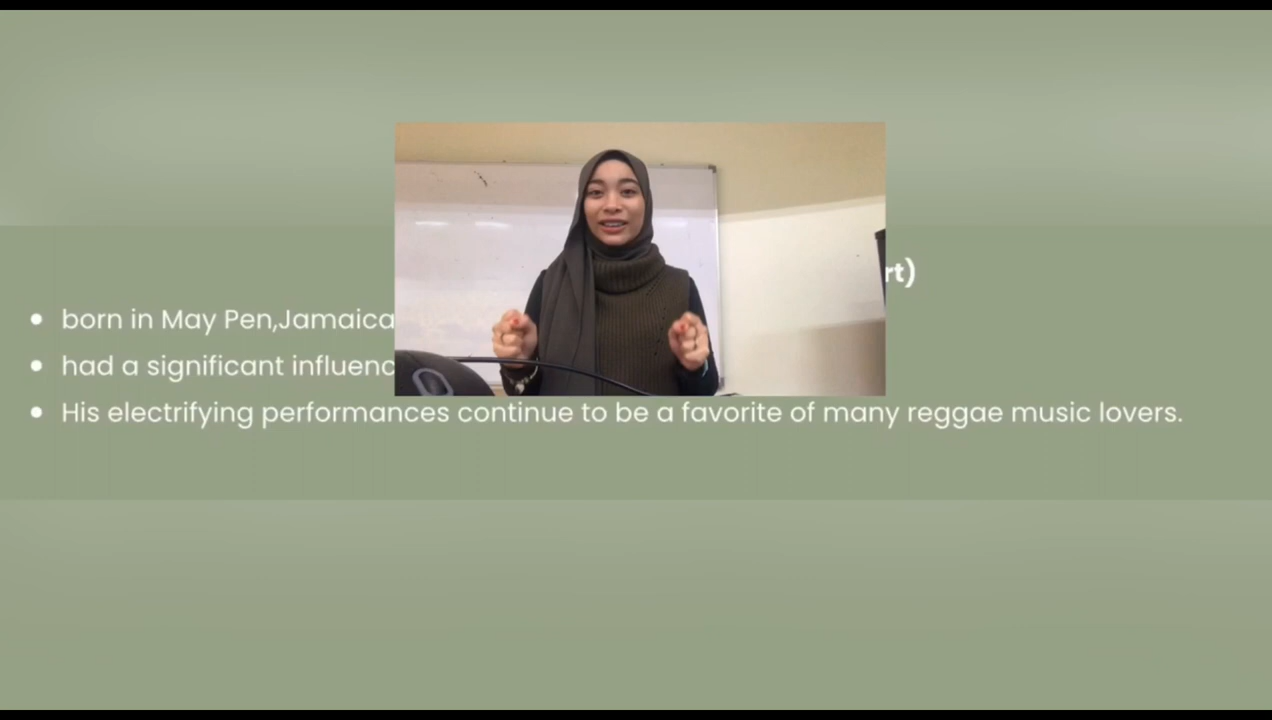 rt)
born in May Pen,Jamaica
had a significant influenc
His electrifying performances continue to be a favorite of many reggae music lovers.